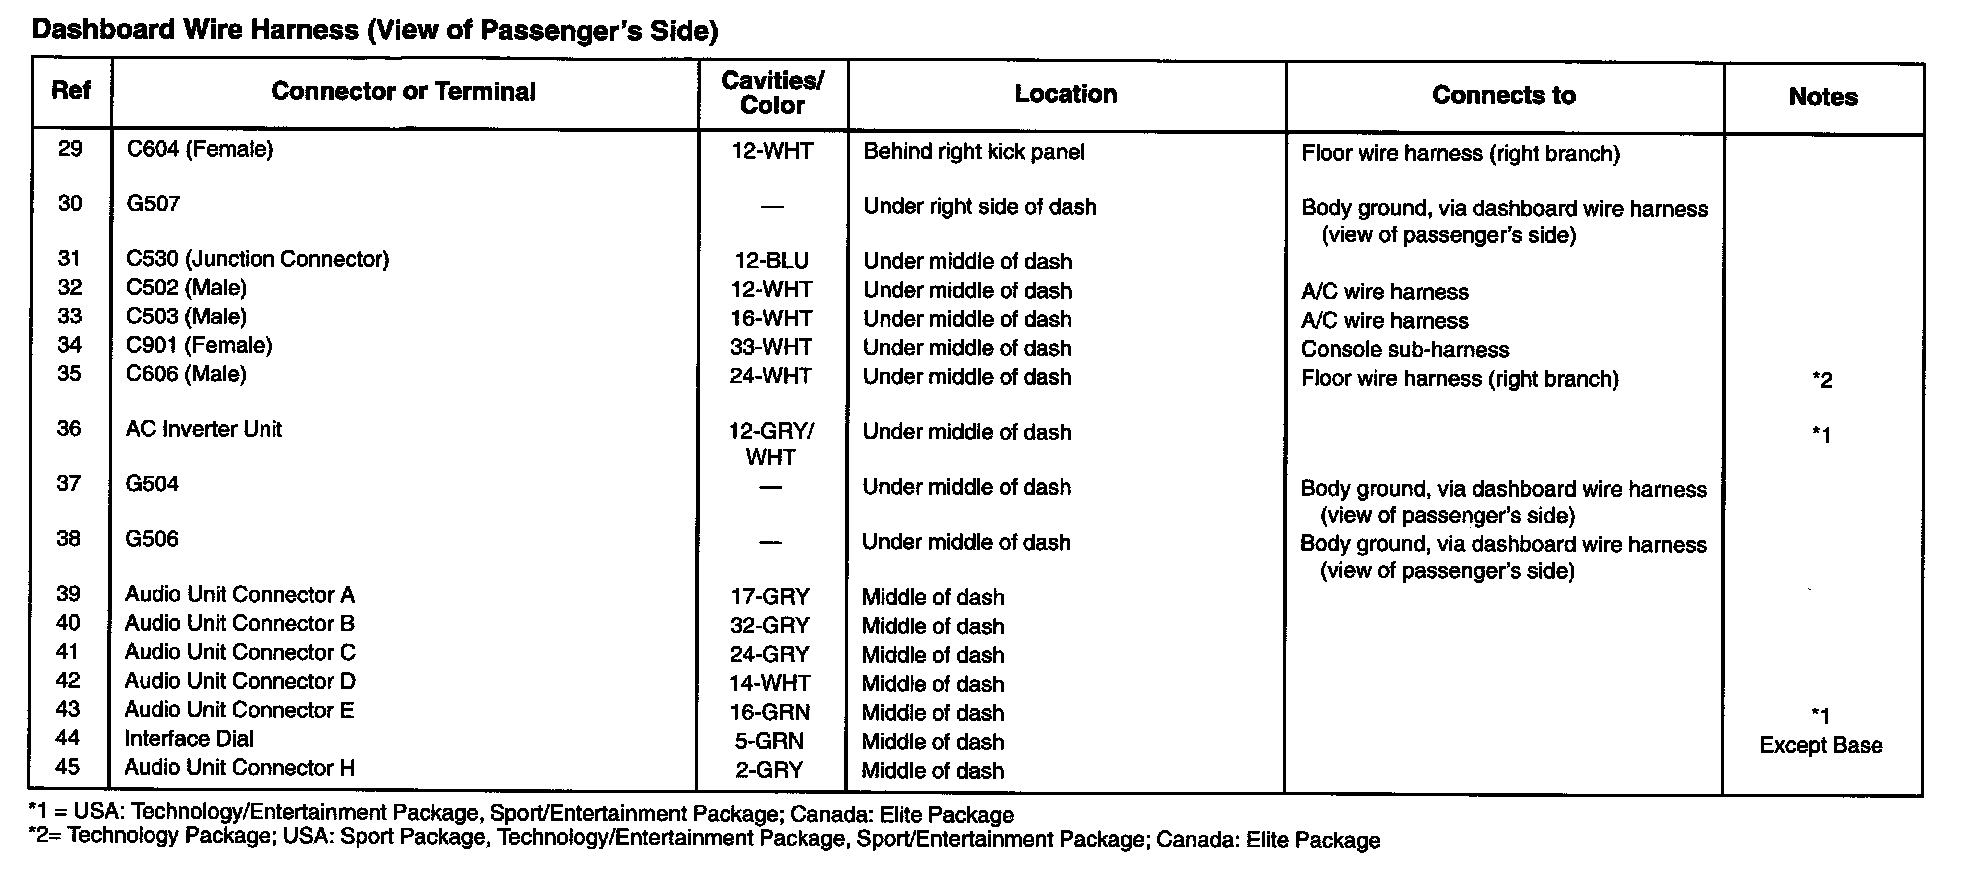 Dashboard Wire Harness (View of Passenger's Side)
Ref Connector or Terminal Cavities/ Color Location Connects to Notes
29 C604 (Female) 12-WHT Behind right kick panel Floor wire harness (right branch)
30 G507 — Under right side of dash Body ground, via dashboard wire harness
(view of passenger's side)
31 C530 (Junction Connector) 12-BLU Under middle of dash
32 C502 (Male) 12-WHT Under middle of dash A/C wire harness
33 C503 (Male) 16-WHT Under middle of dash A/C wire harness
34 C901 (Female) 33-WHT Under middle of dash Console sub-harness
35 C606 (Male) 24-WHT Under middle of dash Floor wire harness (right branch) *2
36 AC Inverter Unit 12-GRY/ Under middle of dash *1
WHT
37 G504 — Under middle of dash Body ground, via dashboard wire harness
(view of passenger's side)
38 G506 — Under middle of dash Body ground, via dashboard wire harness
(view of passenger's side)
39 Audio Unit Connector A 17-GRY Middle of dash
40 Audio Unit Connector B 32-GRY Middle of dash
41 Audio Unit Connector C 24-GRY Middle of dash
42 Audio Unit Connector D 14-WHT Middle of dash
43 Audio Unit Connector E 16-GRN Middle of dash *1
44 Interface Dial 5-GRN Middle of dash Except Base
45 Audio Unit Connector H 2-GRY Middle of dash
*1 = USA: Technology/Entertainment Package, Sport/Entertainment Package; Canada: Elite Package
*2= Technology Package; USA: Sport Package, Technology/Entertainment Package, Sport/Entertainment Package; Canada: Elite Package